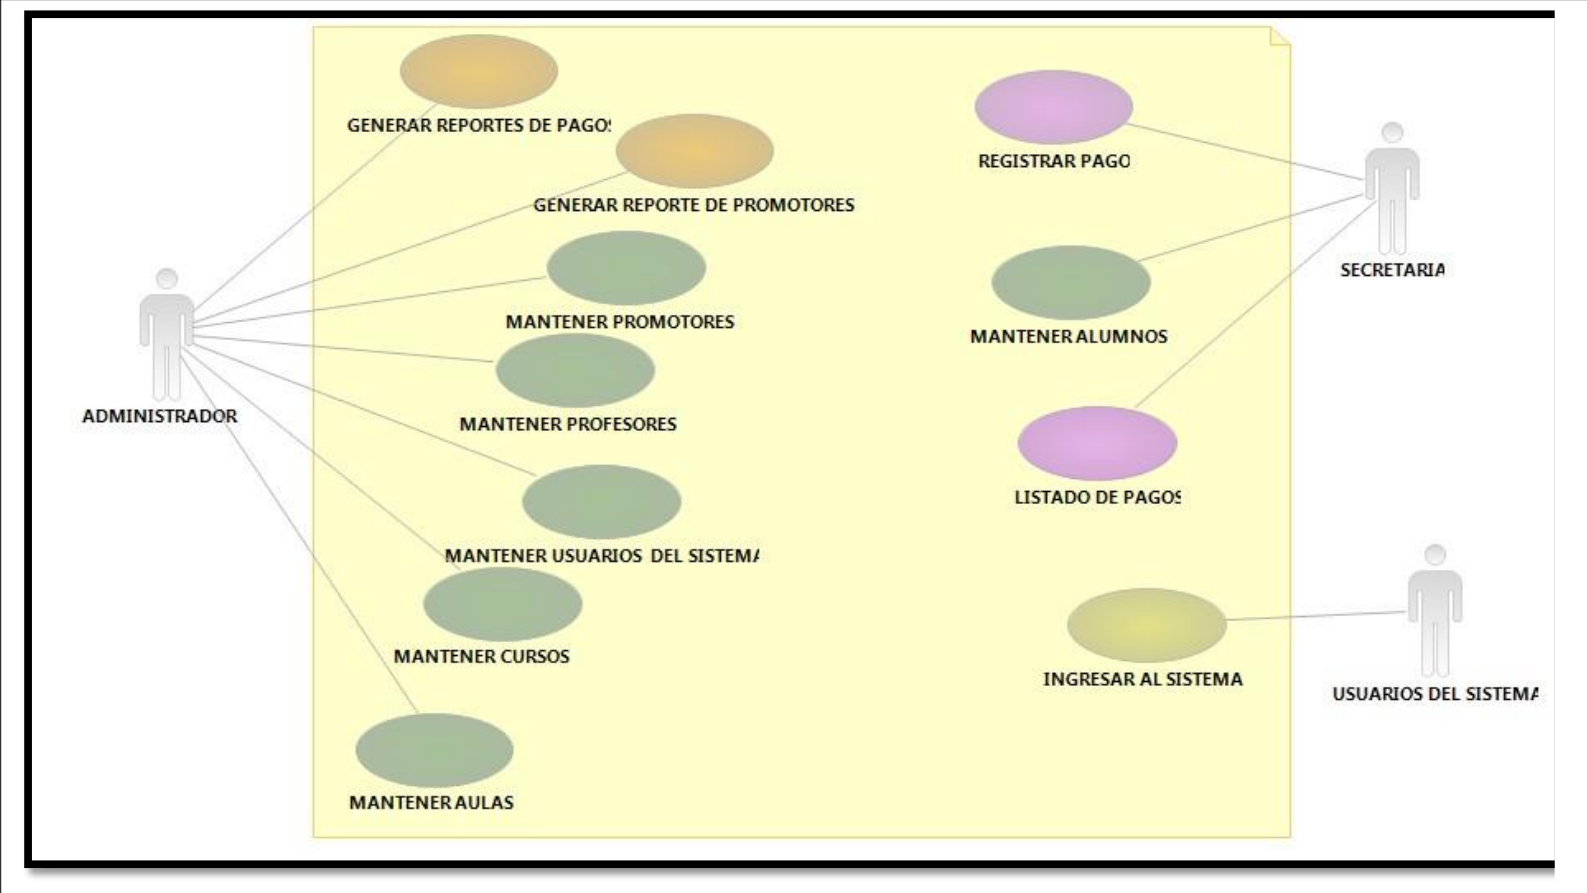 GENERAR REPORTES DE PAGOS
GENERAR REPORTE DE PROMOTORES
MANTENER PROMOTORES
MANTENER PROFESORES
ADMINISTRADOR
MANTENER USUARIOS DEL SISTEMA
MANTENER CURSOS
MANTENER AULAS
REGISTRAR PAGO
SECRETARIA
MANTENER ALUMNOS
LISTADO DE PAGOS
INGRESAR AL SISTEMA
USUARIOS DEL SISTEMA